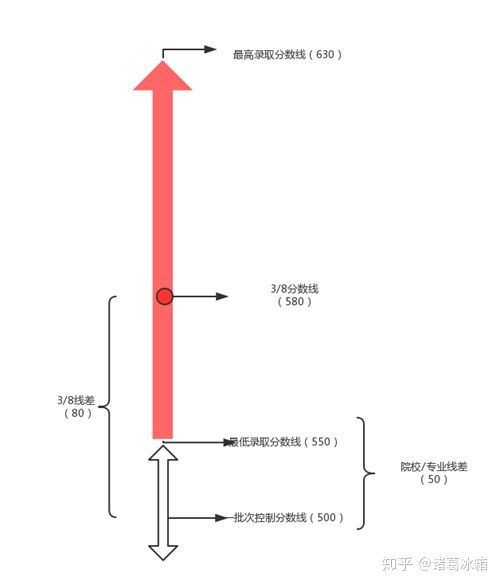 最高录取分数线（630）
3/8分数线
（580）
3/8线差
（80）
最低录取分数线（550）
院校/专业线差
（50）
批次控制分数线（500）
知乎 @诸葛冰箱